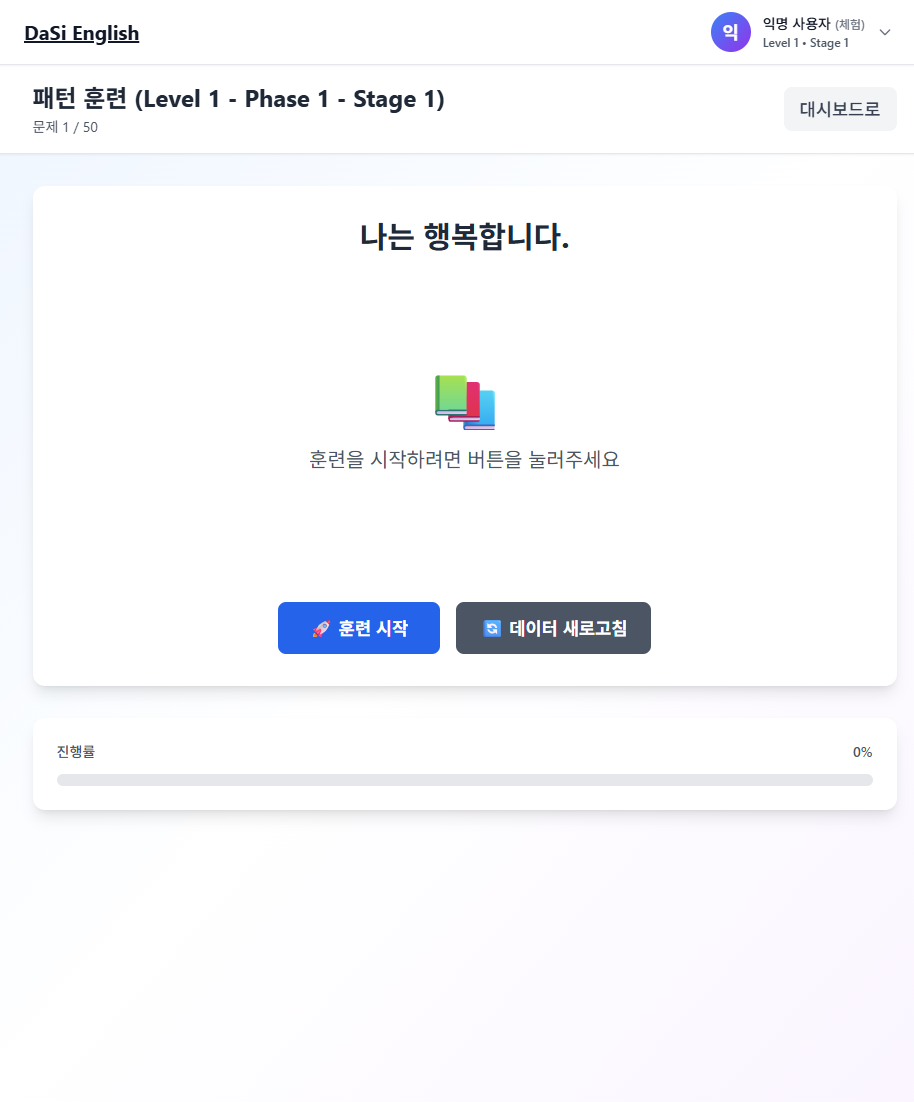 DaSi English
익
익명 사용자 (체험)
Level 1 • Stage 1
패턴 훈련 (Level 1 - Phase 1 - Stage 1)
문제 1 / 50
대시보드로
나는 행복합니다.
훈련을 시작하려면 버튼을 눌러주세요
훈련 시작
데이터 새로고침
진행률
0%